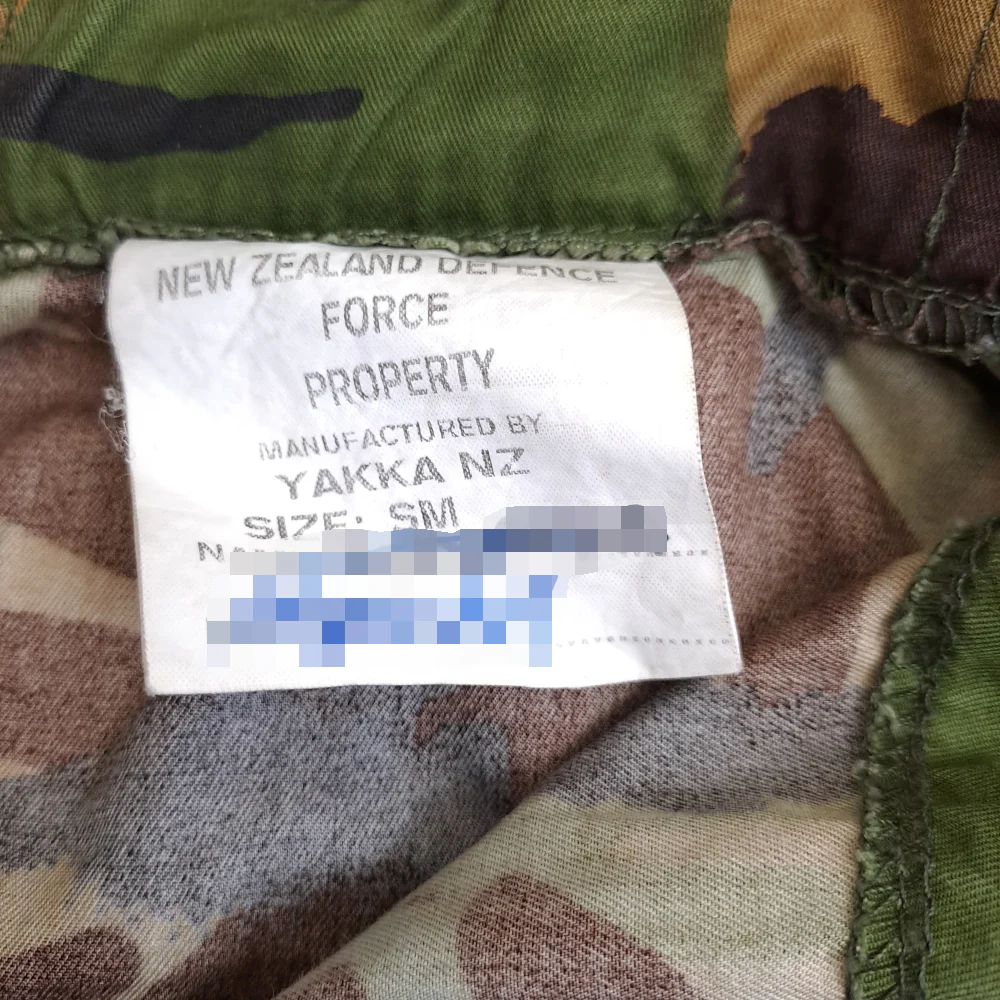 NEW ZEALAND DEFENCE
FORCE
PROPERTY
MANUFACTURED BY
YAKKA NZ
SIZE: SM